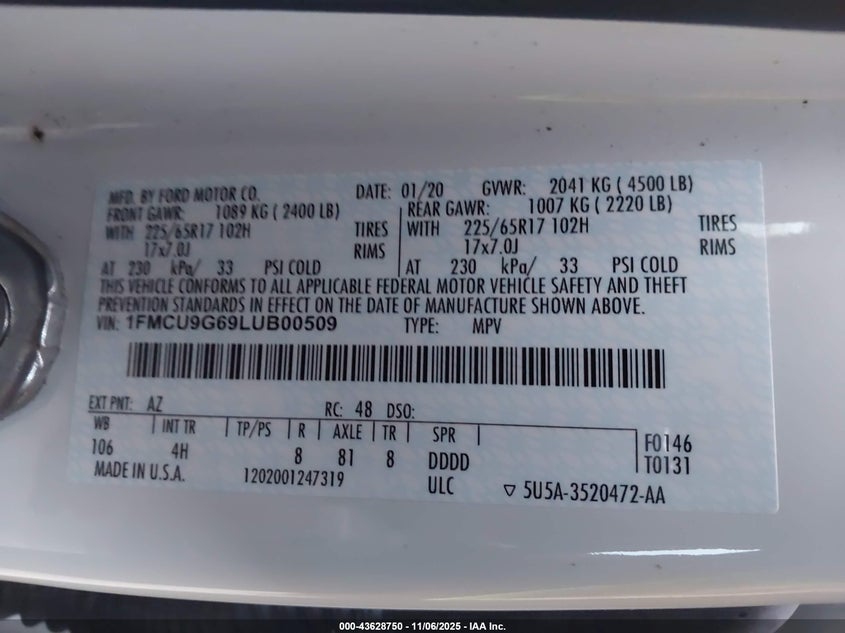 MFD. BY FORD MOTOR CO. DATE: 01/20 GVWR: 2041 KG ( 4500 LB)
FRONT GAWR: 1089 KG ( 2400 LB) REAR GAWR: 1007 KG ( 2220 LB)
WITH 225/65R17 102H TIRES WITH 225/65R17 102H TIRES
17x7.0J RIMS 17x7.0J RIMS
AT 230 kPa/ 33 PSI COLD AT 230 kPa/ 33 PSI COLD
THIS VEHICLE CONFORMS TO ALL APPLICABLE FEDERAL MOTOR VEHICLE SAFETY AND THEFT
PREVENTION STANDARDS IN EFFECT ON THE DATE OF MANUFACTURE SHOWN ABOVE.
VIN: 1FMCU9G69LUB00509 TYPE: MPV
EXT PNT: AZ RC: 48 DSO:
WB INT TR TP/PS R AXLE TR SPR F0146
106 4H 8 81 8 DDDD T0131
MADE IN U.S.A. 1202001247319 ULC ▽ 5U5A-3520472-AA
000-43628750 - 11/06/2025 - IAA Inc.